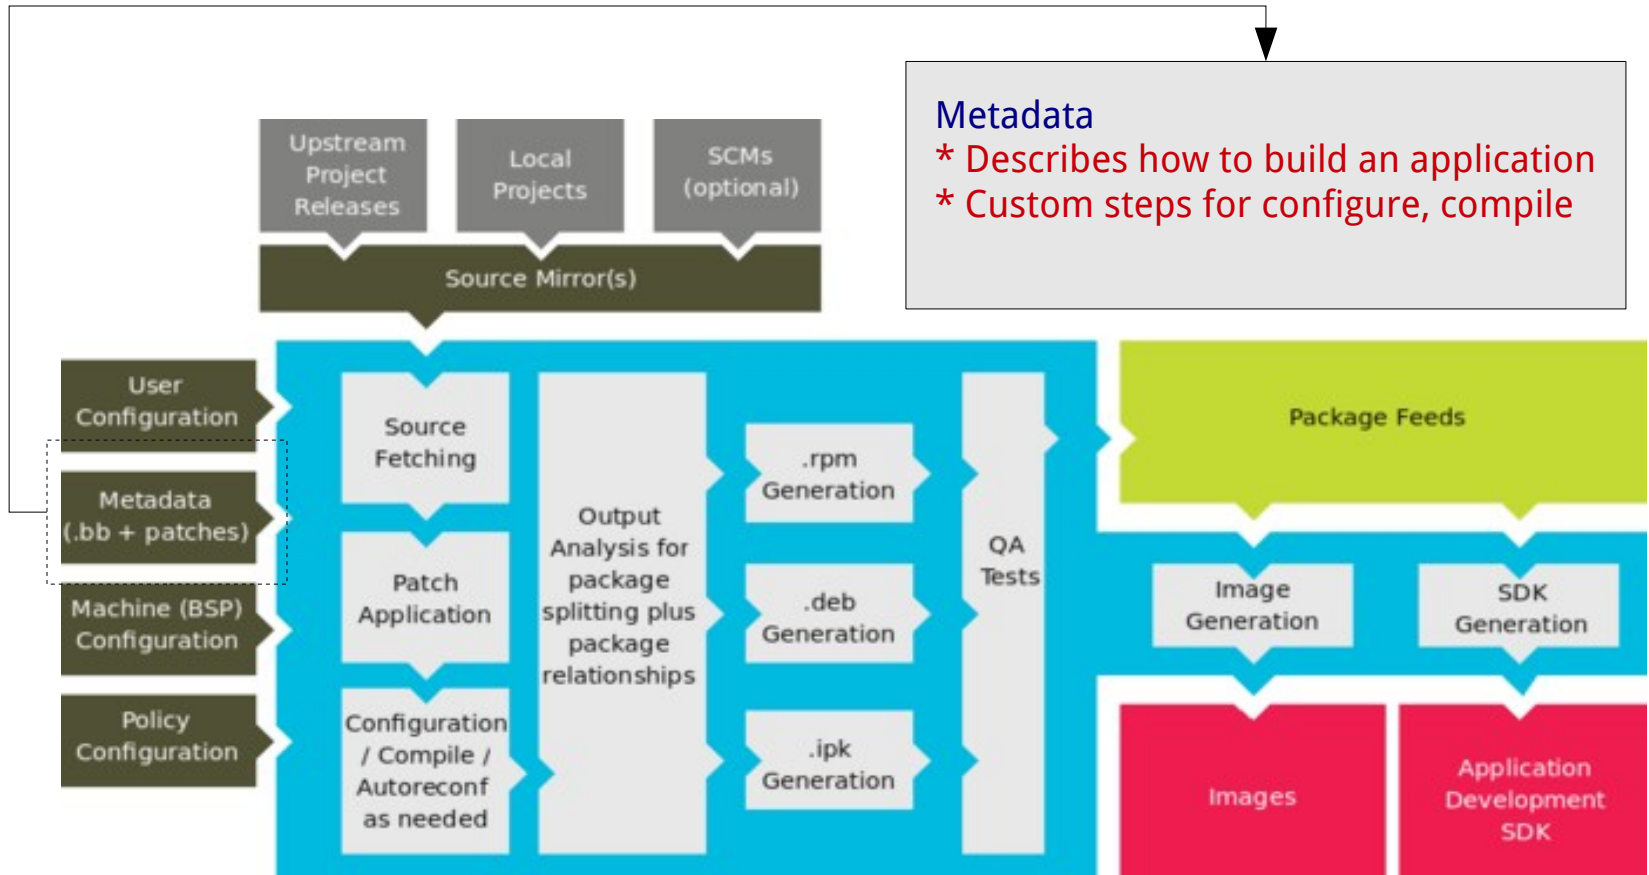 Metadada
* Describes how to build an application
* Custom steps for configure, compile
Upstream
Project
Releases
Local
Projects
SCMs
(optional)
Source Mirror(s)
User
Configuration
Metadata
(.bb + patches)
Machine (BSP)
Configuration
Policy
Configuration
Source
Fetching
Patch
Application
Configuration
/ Compile /
Autoreconf
as needed
Output
Analysis for
package
splitting plus
package
relationships
.rpm
Generation
.deb
Generation
.ipk
Generation
QA
Tests
Package Feeds
Image
Generation
SDK
Generation
Images
Application
Development
SDK